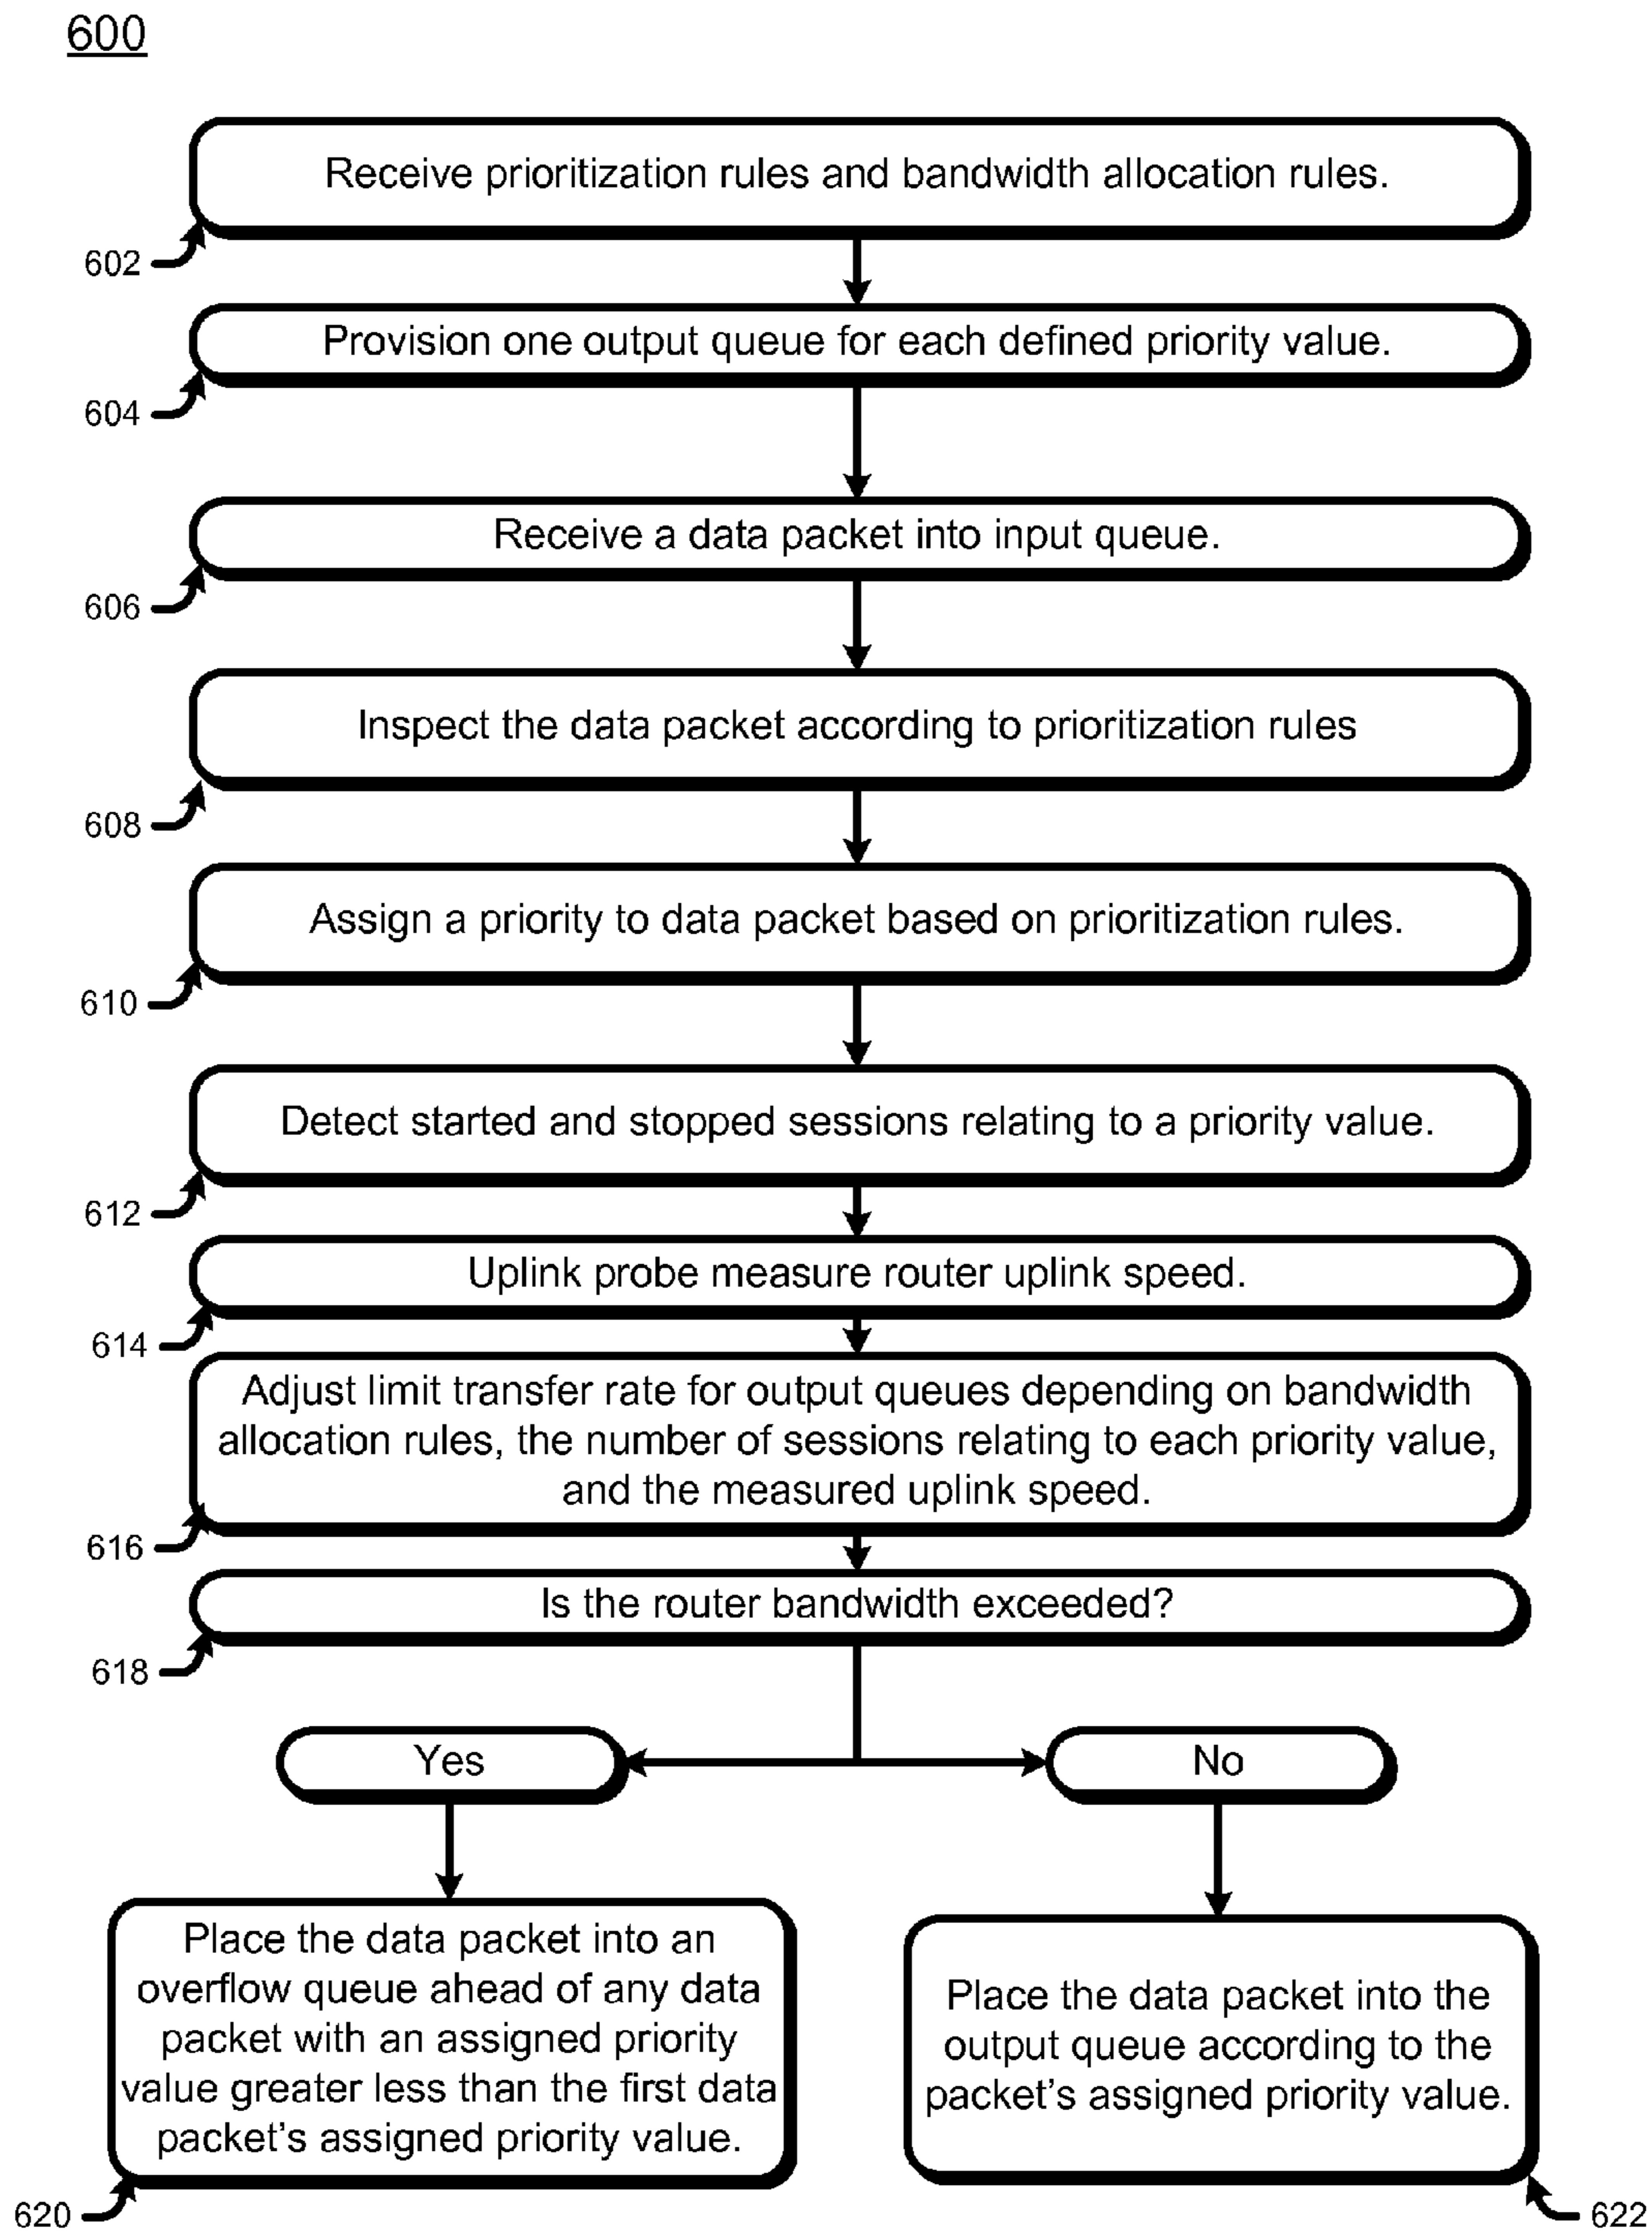 600
Receive prioritization rules and bandwidth allocation rules.
602
Provision one output queue for each defined priority value.
604
Receive a data packet into input queue.
606
Inspect the data packet according to prioritization rules
608
Assign a priority to data packet based on prioritization rules.
610
Detect started and stopped sessions relating to a priority value.
612
Uplink probe measure router uplink speed.
614
Adjust limit transfer rate for output queues depending on bandwidth
allocation rules, the number of sessions relating to each priority value,
and the measured uplink speed.
616
Is the router bandwidth exceeded?
618
Yes
No
Place the data packet into an
overflow queue ahead of any data
packet with an assigned priority
value greater less than the first data
packet's assigned priority value.
620
Place the data packet into the
output queue according to the
packet's assigned priority value.
622